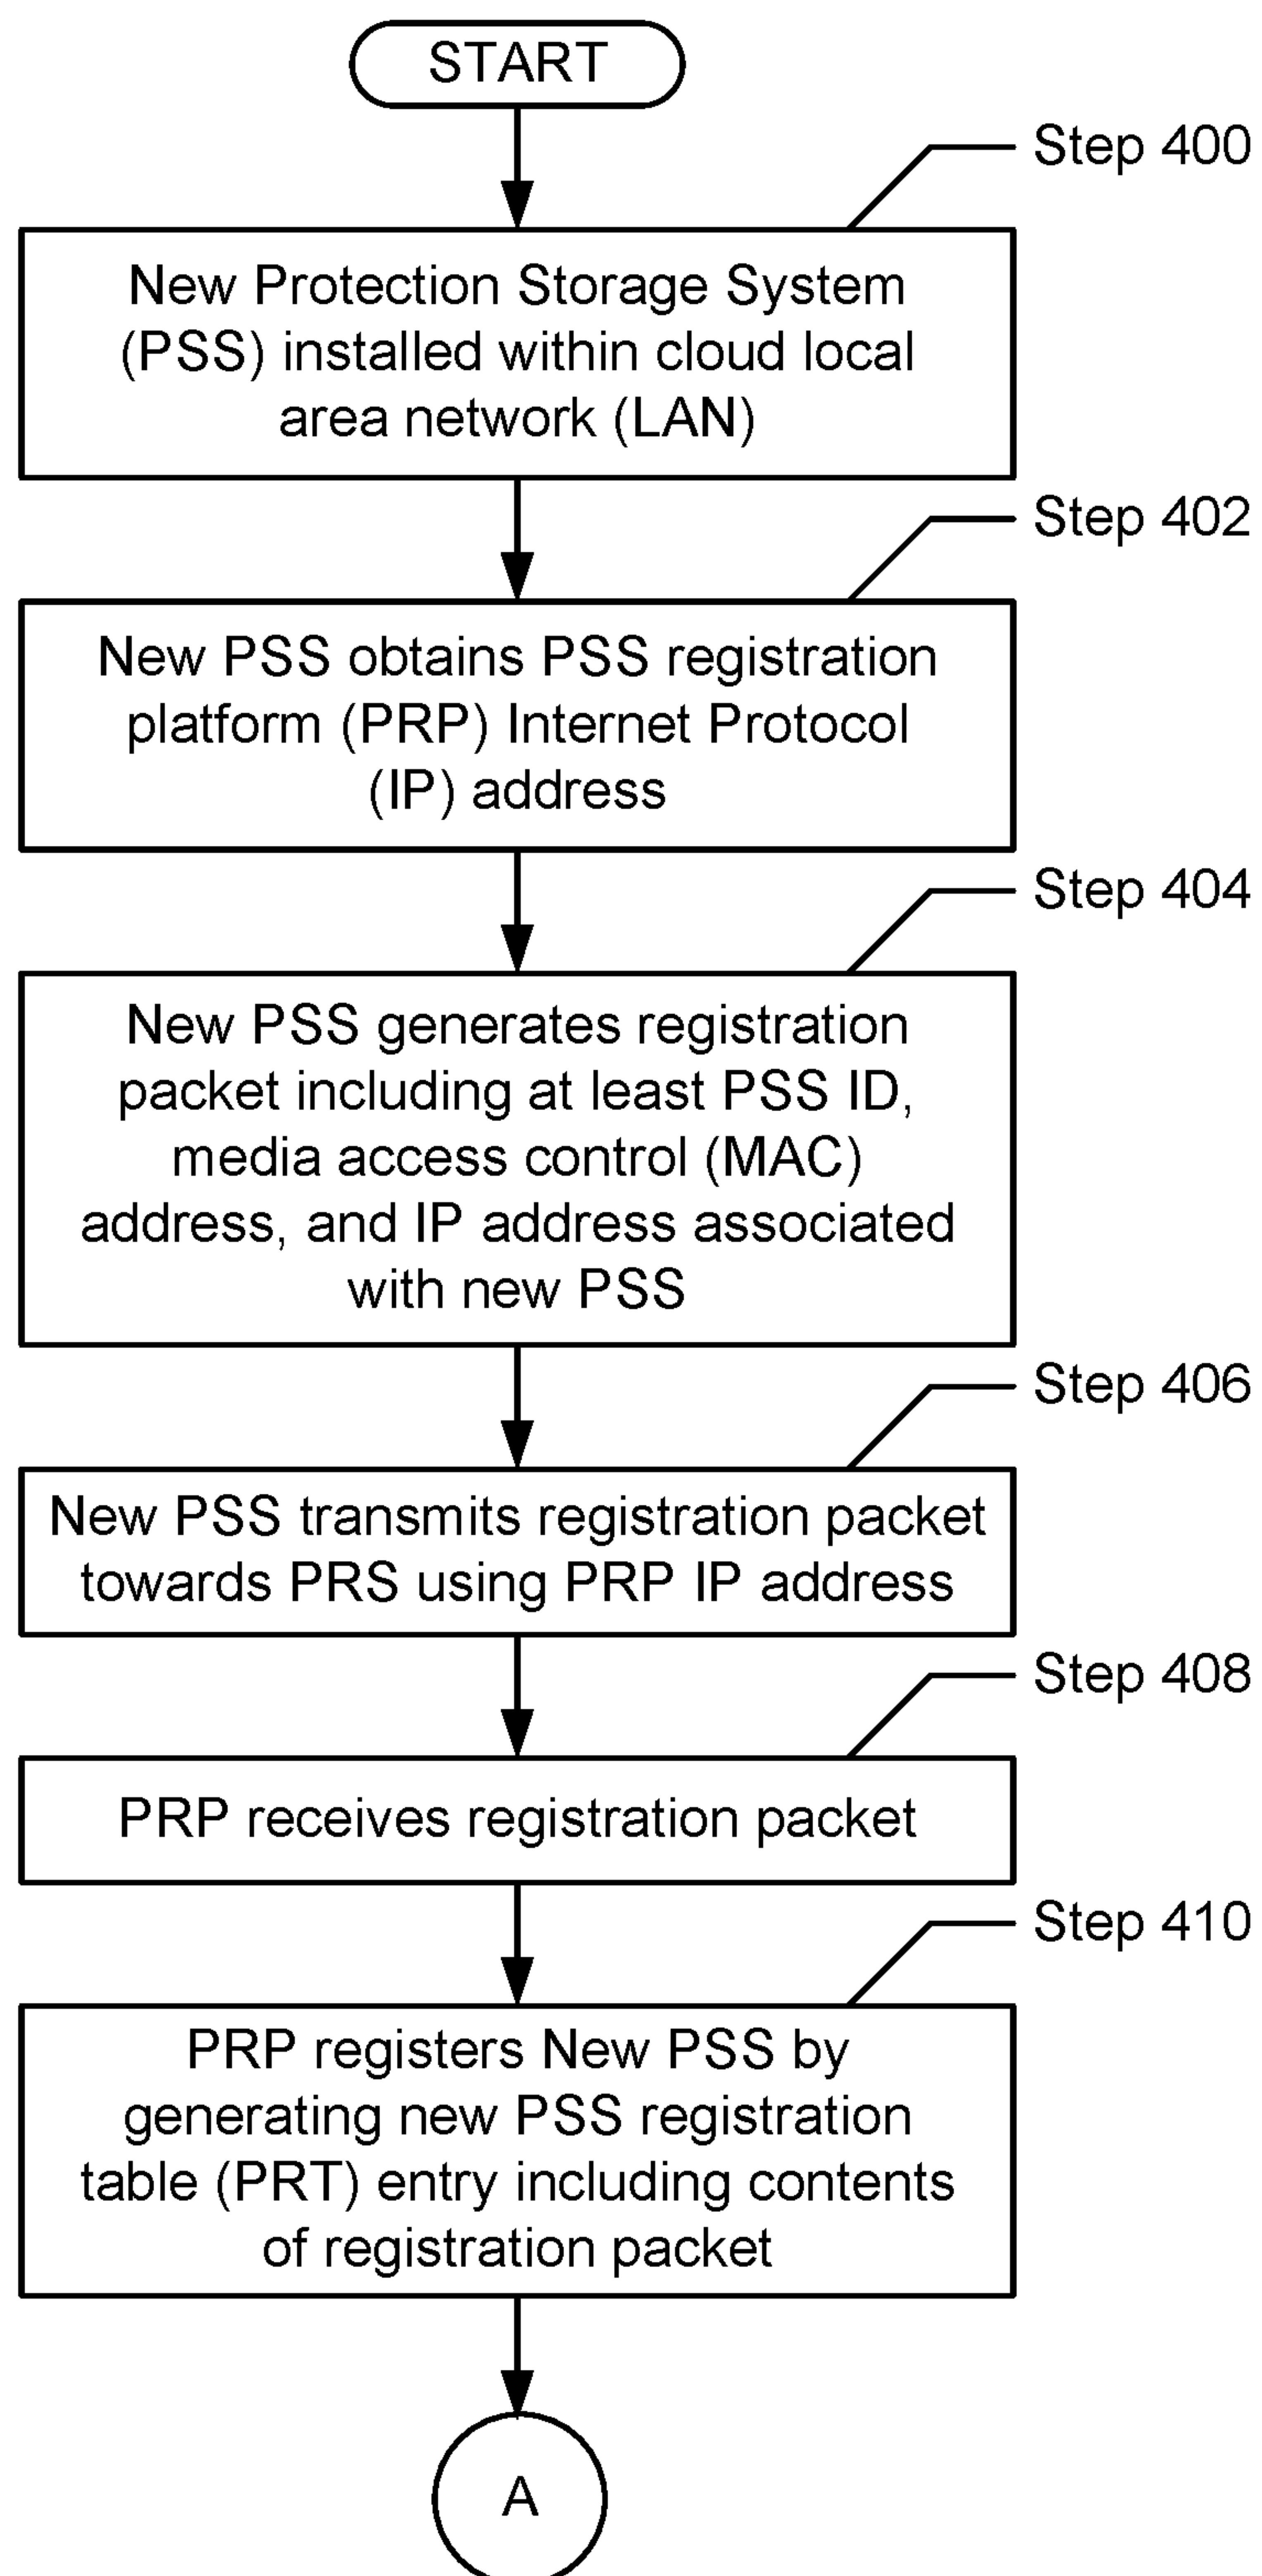 START
Step 400
New Protection Storage System
(PSS) installed within cloud local
area network (LAN)
Step 402
New PSS obtains PSS registration
platform (PRP) Internet Protocol
(IP) address
Step 404
New PSS generates registration
packet including at least PSS ID,
media access control (MAC)
address, and IP address associated
with new PSS
Step 406
New PSS transmits registration packet
towards PRS using PRP IP address
Step 408
PRP receives registration packet
Step 410
PRP registers New PSS by
generating new PSS registration
table (PRT) entry including contents
of registration packet
A